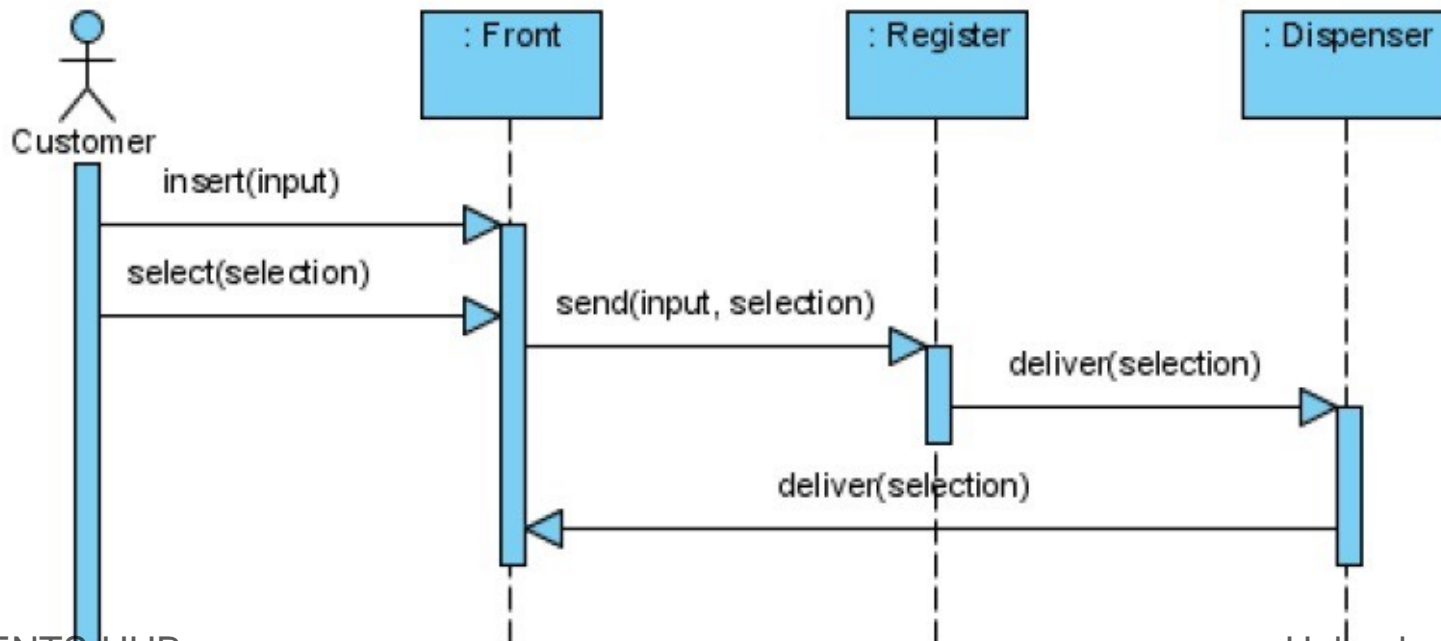 : Front
: Register
: Dispenser
Customer
insert(input)
select(selection)
send(input, selection)
deliver(selection)
deliver(selection)